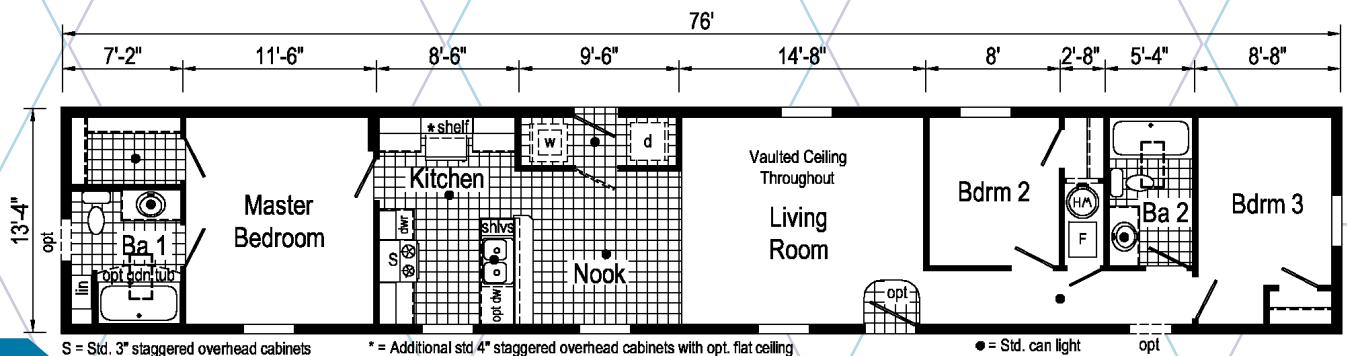 76'
7'-2" 11'-6" 8'-6" 9'-6" 14'-8" 8' 2'-8" 5'-4" 8'-8"
13'-4"
* shelf
w
d
Kitchen
Vaulted Ceiling
Throughout
Living
Room
Master
Bedroom
Bdrm 2
HW
F
Ba 2
Bdrm 3
opt
Ba 1
opt gdn tub
lin
dwr
S
shlvs
opt dw
Nook
opt
S = Std. 3" staggered overhead cabinets
* = Additional std 4" staggered overhead cabinets with opt. flat ceiling
● = Std. can light
opt